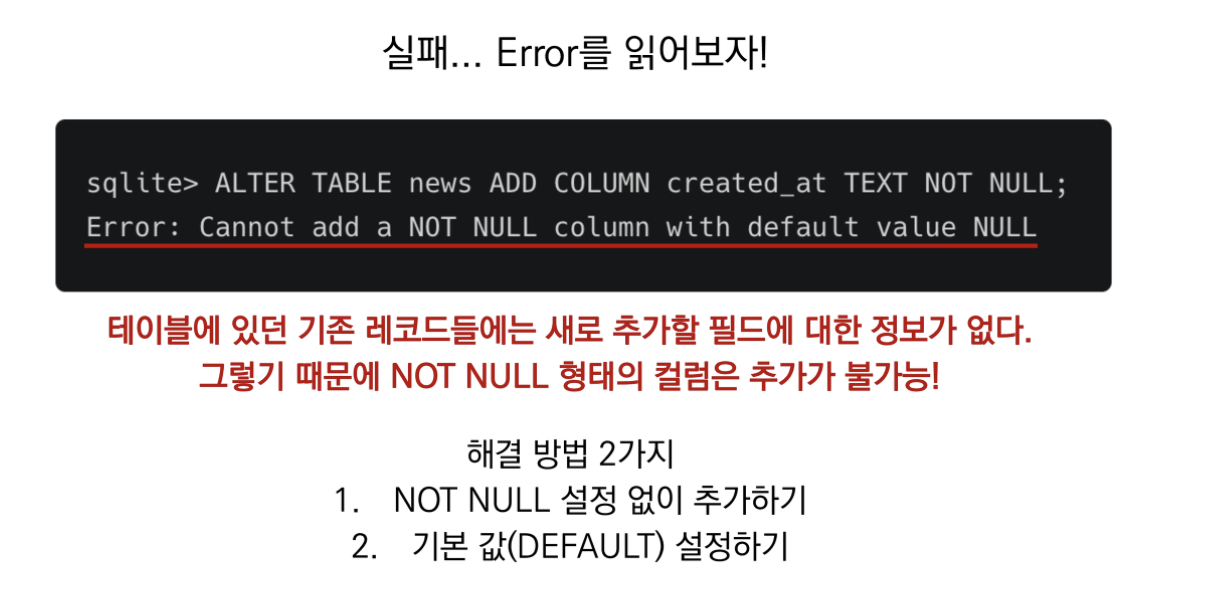 실패... Error를 읽어보자!
sqlite> ALTER TABLE news ADD COLUMN created_at TEXT NOT NULL;
Error: Cannot add a NOT NULL column with default value NULL
테이블에 있던 기존 레코드들에는 새로 추가할 필드에 대한 정보가 없다.
그렇기 때문에 NOT NULL 형태의 컬럼은 추가가 불가능!
해결 방법 2가지
1. NOT NULL 설정 없이 추가하기
2. 기본 값(DEFAULT) 설정하기